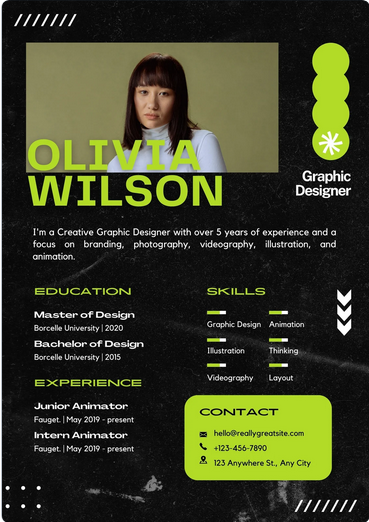 OLIVIA
WILSON
Graphic
Designer
I'm a Creative Graphic Designer with over 5 years of experience and a
focus on branding, photography, videography, illustration, and
animation.
EDUCATION
Master of Design
Borcelle University | 2020
Bachelor of Design
Borcelle University | 2015
EXPERIENCE
Junior Animator
Fauget. | May 2019 - present
Intern Animator
Fauget. | May 2019 - present
SKILLS
Graphic Design Animation
Illustration Thinking
Videography Layout
CONTACT
hello@reallygreatsite.com
+123-456-7890
123 Anywhere St., Any City